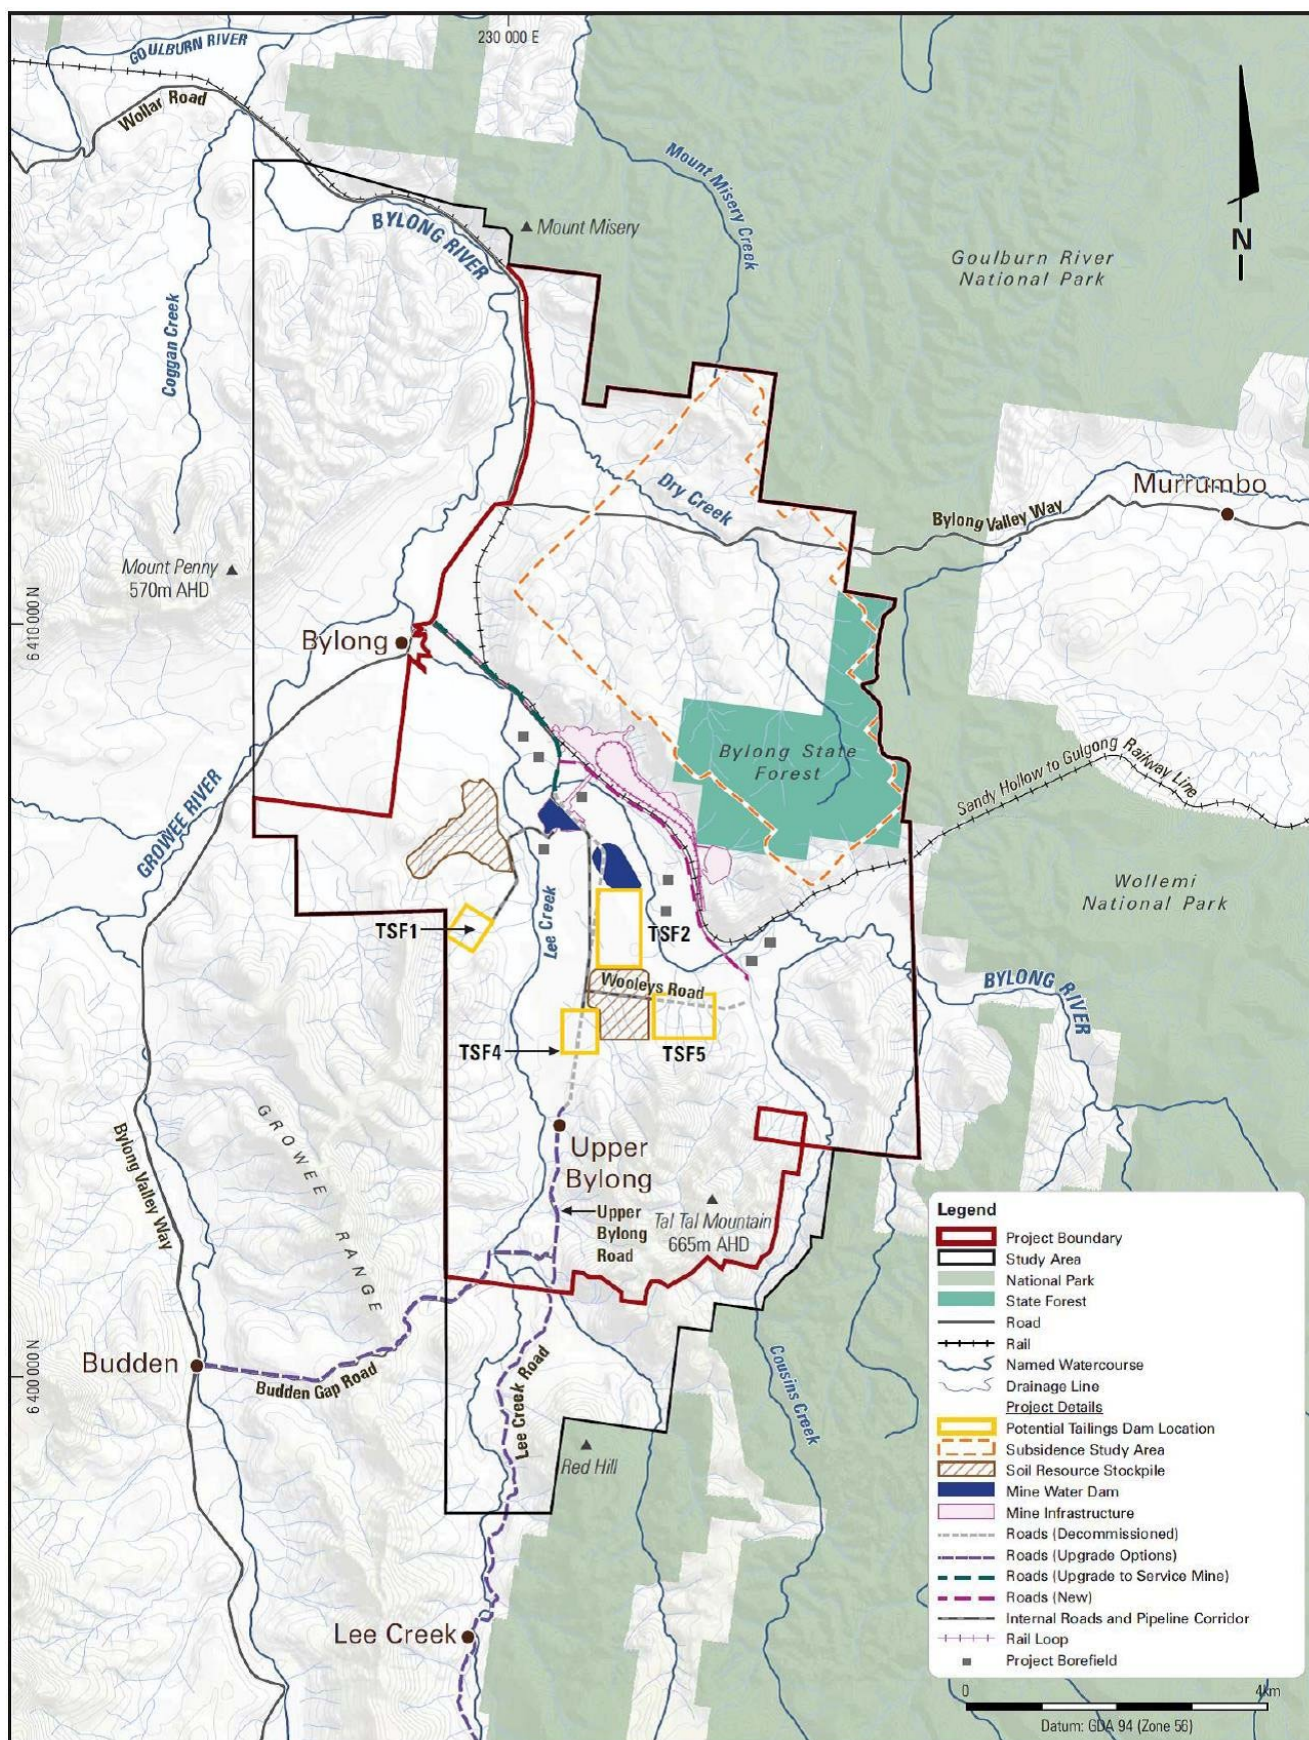 230 000 E
GOULBURN RIVER
Wollar Road
Mount Misery Creek
BYLONG RIVER
Mount Misery
N
Goulburn River
National Park
Coggan Creek
Dry Creek
Murrumbo
Bylong Valley Way
Mount Penny
570m AHD
6 410 000 N
Bylong
Bylong State
Forest
Sandy Hollow to Gulgong Railway Line
GROWEE RIVER
Wollemi
National Park
Lee Creek
TSF1
TSF2
Wooleys Road
BYLONG RIVER
TSF4
TSF5
GROWEE RANGE
Bylong Valley Way
Upper
Bylong
Upper
Bylong
Road
Tal Tal Mountain
665m AHD
Budden
Budden Gap Road
6 400 000 N
Lee Creek Road
Cousins Creek
Red Hill
Lee Creek
Legend
Project Boundary
Study Area
National Park
State Forest
Road
Rail
Named Watercourse
Drainage Line
Project Details
Potential Tailings Dam Location
Subsidence Study Area
Soil Resource Stockpile
Mine Water Dam
Mine Infrastructure
Roads (Decommissioned)
Roads (Upgrade Options)
Roads (Upgrade to Service Mine)
Roads (New)
Internal Roads and Pipeline Corridor
Rail Loop
Project Borefield
0 4km
Datum: GDA 94 (Zone 56)